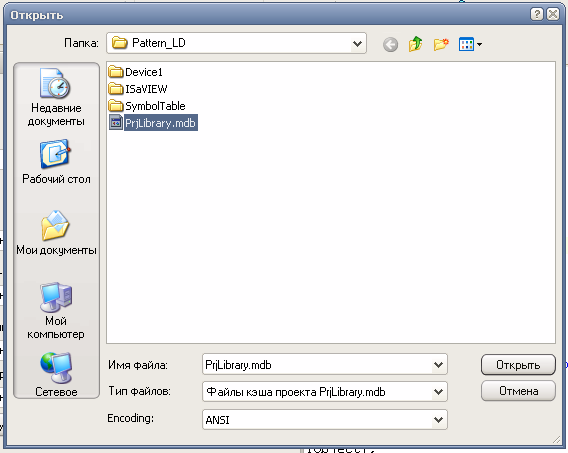 Открыть
Папка:
Pattern_LD
Недавние
документы
Рабочий стол
Мои документы
Мой
компьютер
Сетевое
Device1
ISaVIEW
SymbolTable
PrjLibrary.mdb
Имя файла:
PrjLibrary.mdb
Открыть
Тип файлов:
Файлы кэша проекта PrjLibrary.mdb
Отмена
Encoding:
ANSI